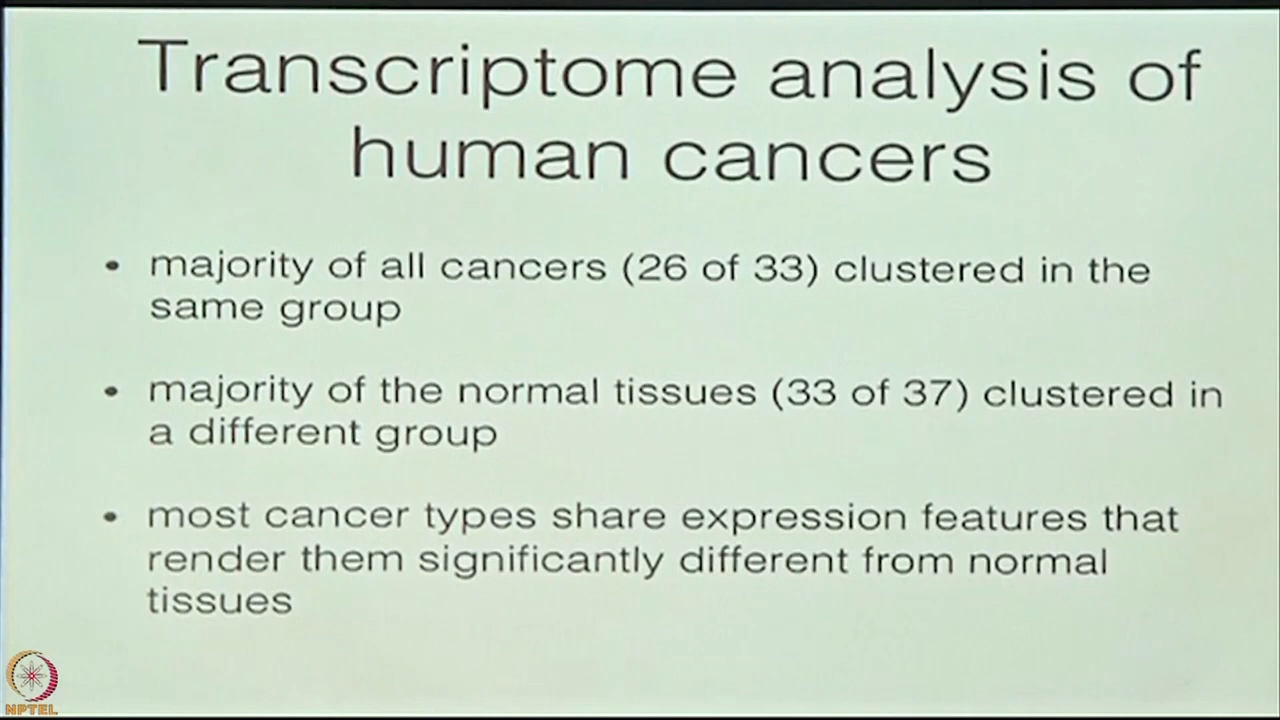 Transcriptome analysis of
human cancers
• majority of all cancers (26 of 33) clustered in the
same group
• majority of the normal tissues (33 of 37) clustered in
a different group
• most cancer types share expression features that
render them significantly different from normal
tissues
NPTEL